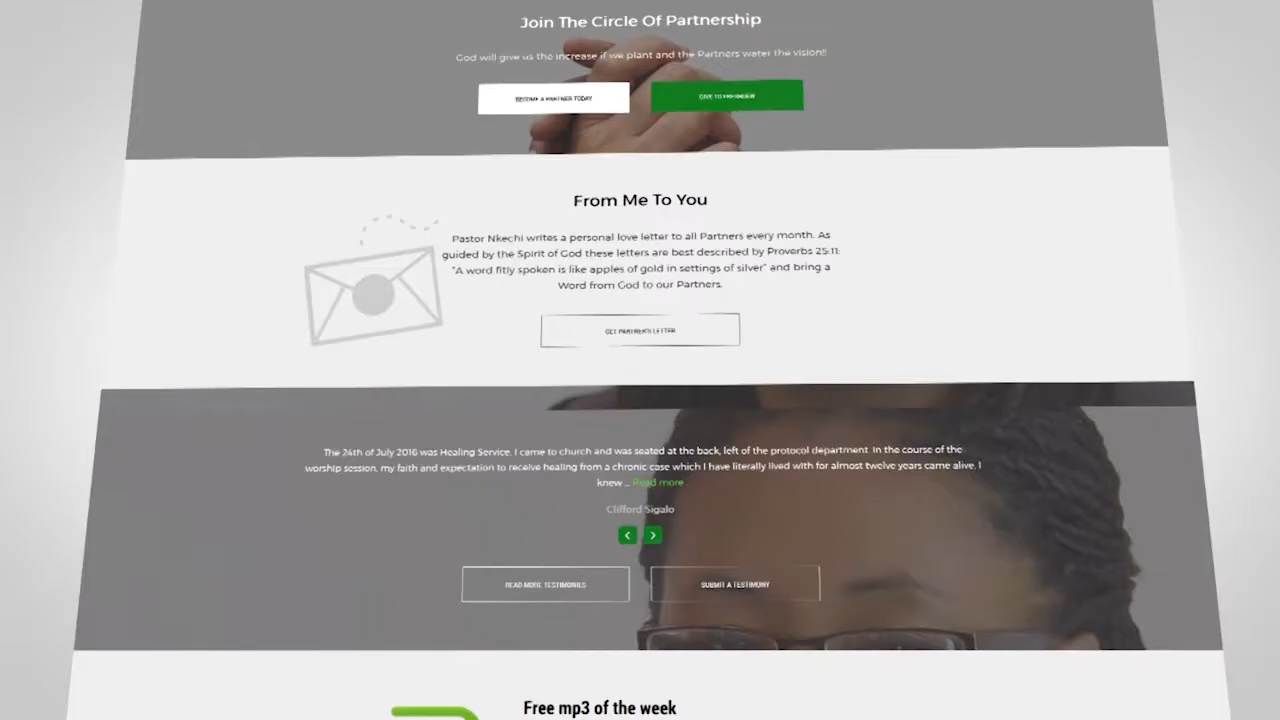 Join The Circle Of Partnership
God will give us the increase if we plant and the Partners water the vision!!
BECOME A PARTNER TODAY
GIVE TO
From Me To You
Pastor Nkechi writes a personal love letter to all Partners every month. As
guided by the Spirit of God these letters are best described by Proverbs 25:11:
"A word fitly spoken is like apples of gold in settings of silver" and bring a
Word from God to our Partners.
GET PARTNER'S LETTER
The 24th of July 2016 was Healing Service. I came to church and was seated at the back, left of the protocol department. In the course of the
worship session, my faith and expectation to receive healing from a chronic case which I have literally lived with for almost twelve years came alive. I
knew ... Read more
Clifford Sigalo
READ MORE TESTIMONIES
SUBMIT A TESTIMONY
Free mp3 of the week